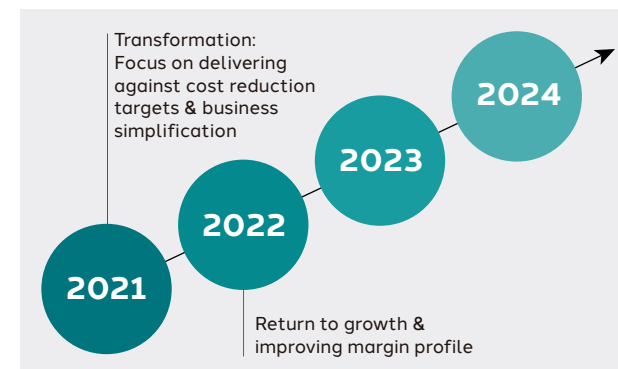 Transformation:
Focus on delivering
against cost reduction
targets & business
simplification
2024
2023
2022
2021
Return to growth &
improving margin profile